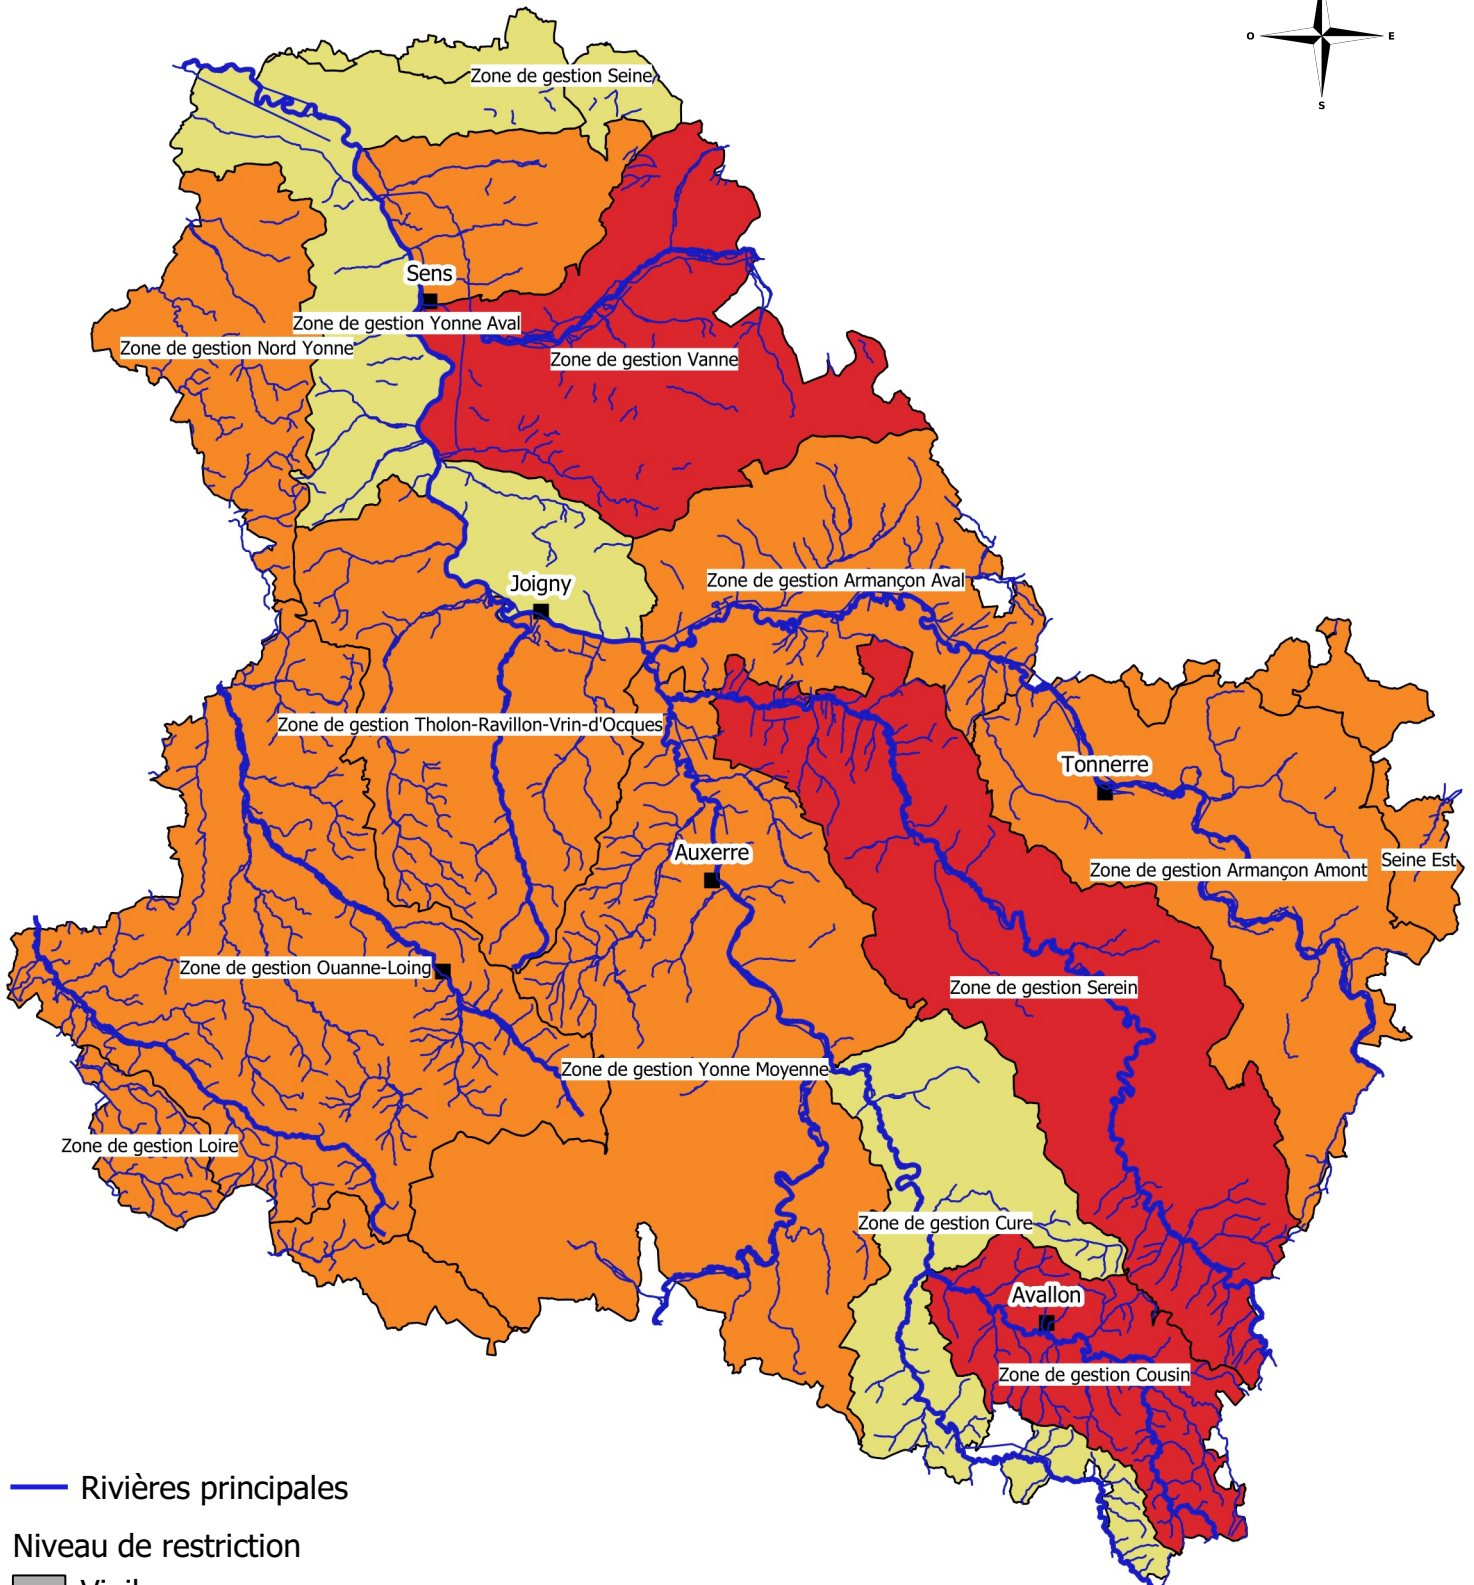 O
E
S
Zone de gestion Seine
Sens
Zone de gestion Yonne Aval
Zone de gestion Nord Yonne
Zone de gestion Vanne
Joigny
Zone de gestion Armançon Aval
Zone de gestion Tholon-Ravillon-Vrin-d'Ocques
Tonnerre
Auxerre
Seine Est
Zone de gestion Armançon Amont
Zone de gestion Ouanne-Loing
Zone de gestion Serein
Zone de gestion Yonne Moyenne
Zone de gestion Loire
Zone de gestion Cure
Avallon
Zone de gestion Cousin
Rivières principales
Niveau de restriction